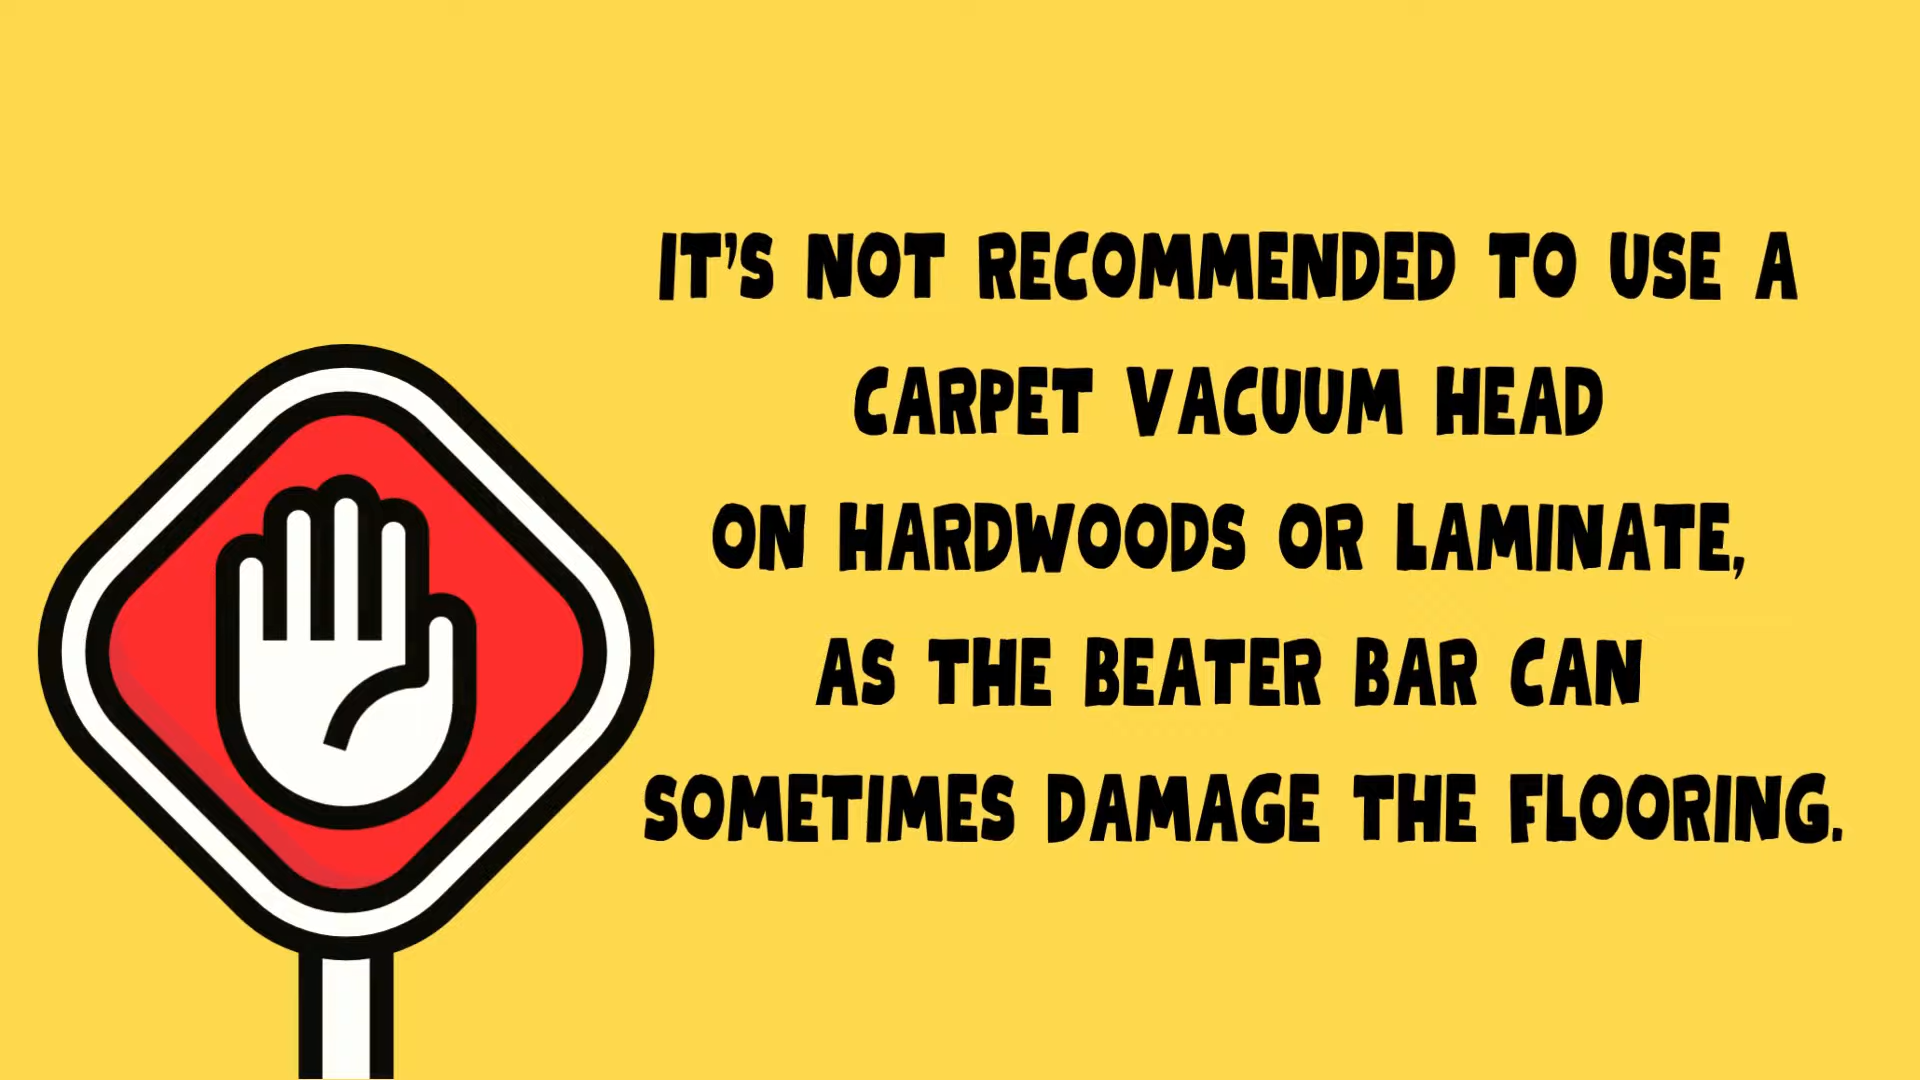 IT'S NOT RECOMMENDED TO USE A
CARPET VACUUM HEAD
ON HARDWOODS OR LAMINATE,
AS THE BEATER BAR CAN
SOMETIMES DAMAGE THE FLOORING.